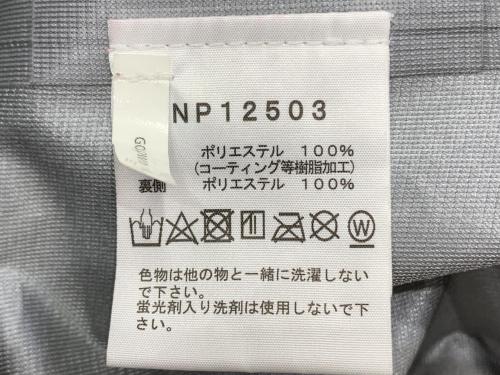 NP12503
ポリエステル 100%
(コーティング等樹脂加工)
裏側 ポリエステル 100%
W
色物は他の物と一緒に洗濯しない
で下さい。
蛍光剤入り洗剤は使用しないで下
さい。